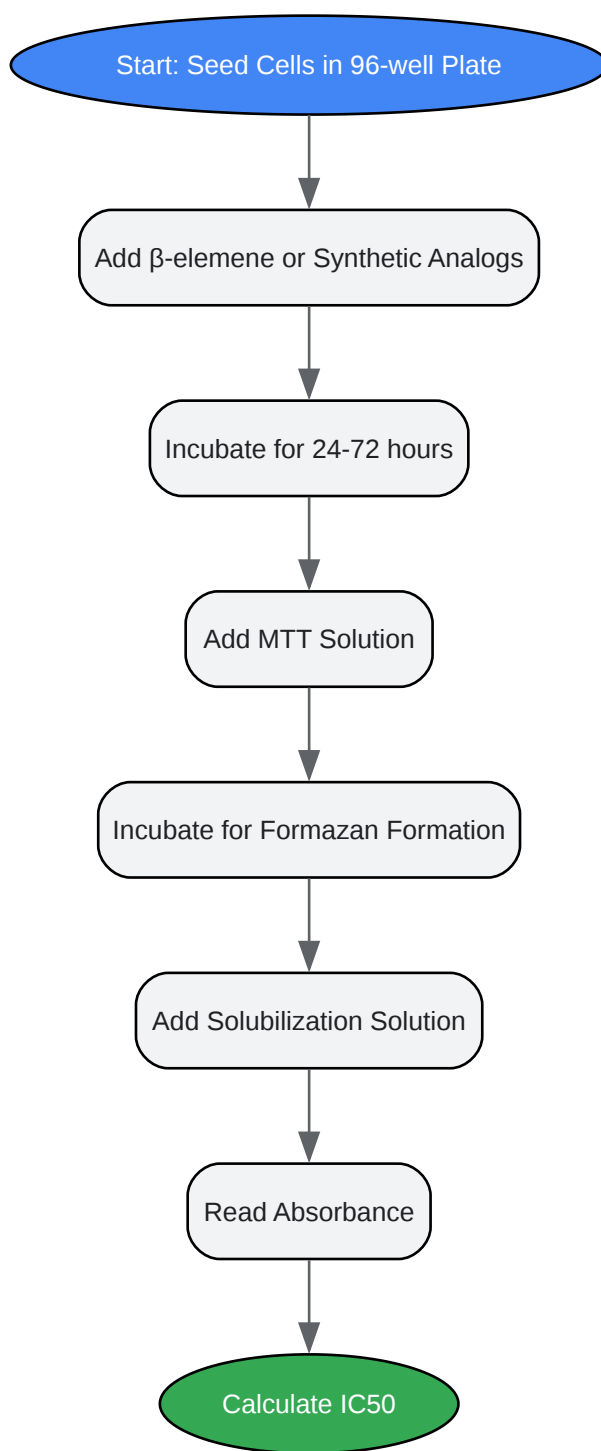 Start: Seed Cells in 96-well Plate
Add β-elemene or Synthetic Analogs
Incubate for 24-72 hours
Add MTT Solution
Incubate for Formazan Formation
Add Solubilization Solution
Read Absorbance
Calculate IC50